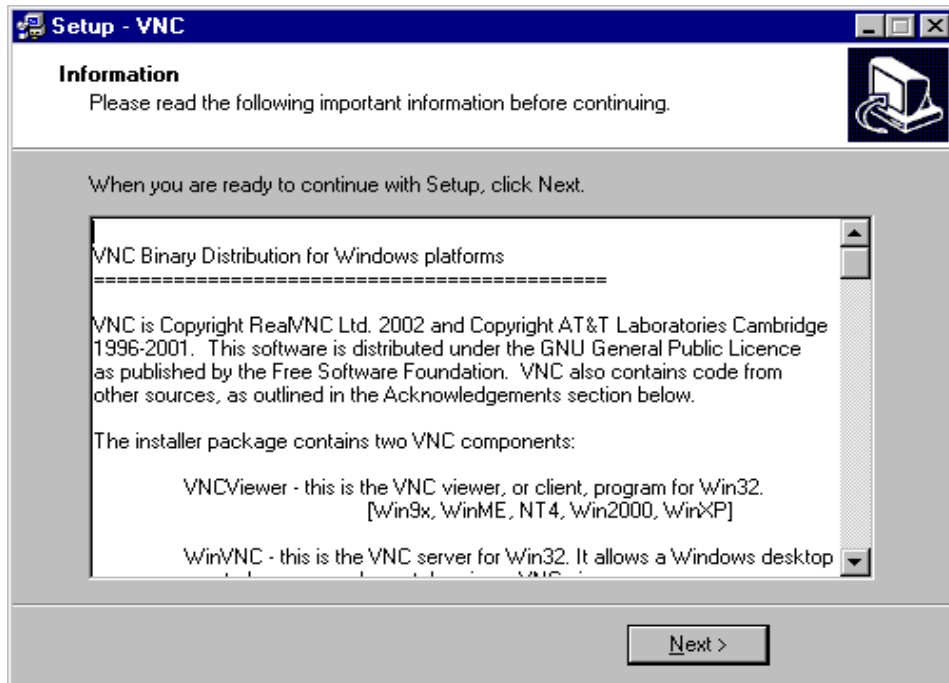 Setup - VNC
Information
Please read the following important information before continuing.
When you are ready to continue with Setup, click Next.
VNC Binary Distribution for Windows platforms
================================================
VNC is Copyright RealVNC Ltd. 2002 and Copyright AT&T Laboratories Cambridge
1996-2001.  This software is distributed under the GNU General Public Licence
as published by the Free Software Foundation.  VNC also contains code from
other sources, as outlined in the Acknowledgements section below.
The installer package contains two VNC components:
VNCViewer - this is the VNC viewer, or client, program for Win32.
[Win9x, WinME, NT4, Win2000, WinXP]
WinVNC - this is the VNC server for Win32. It allows a Windows desktop
Next >